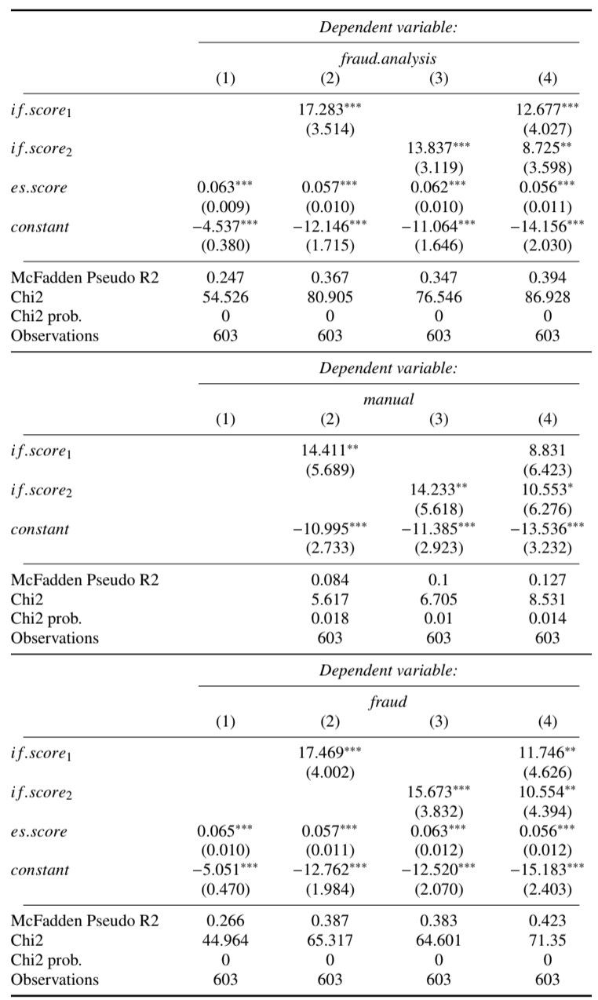 Dependent variable:
fraud.analysis
(1) (2) (3) (4)
if.score1 17.283*** 12.677***
(3.514) (4.027)
if.score2 13.837*** 8.725**
(3.119) (3.598)
es.score 0.063*** 0.057*** 0.062*** 0.056***
(0.009) (0.010) (0.010) (0.011)
constant −4.537*** −12.146*** −11.064*** −14.156***
(0.380) (1.715) (1.646) (2.030)
McFadden Pseudo R2 0.247 0.367 0.347 0.394
Chi2 54.526 80.905 76.546 86.928
Chi2 prob. 0 0 0 0
Observations 603 603 603 603
Dependent variable:
manual
(1) (2) (3) (4)
if.score1 14.411** 8.831
(5.689) (6.423)
if.score2 14.233** 10.553*
(5.618) (6.276)
constant −10.995*** −11.385*** −13.536***
(2.733) (2.923) (3.232)
McFadden Pseudo R2 0.084 0.1 0.127
Chi2 5.617 6.705 8.531
Chi2 prob. 0.018 0.01 0.014
Observations 603 603 603
Dependent variable:
fraud
(1) (2) (3) (4)
if.score1 17.469*** 11.746**
(4.002) (4.626)
if.score2 15.673*** 10.554**
(3.832) (4.394)
es.score 0.065*** 0.057*** 0.063*** 0.056***
(0.010) (0.011) (0.012) (0.012)
constant −5.051*** −12.762*** −12.520*** −15.183***
(0.470) (1.984) (2.070) (2.403)
McFadden Pseudo R2 0.266 0.387 0.383 0.423
Chi2 44.964 65.317 64.601 71.35
Chi2 prob. 0 0 0 0
Observations 603 603 603 603